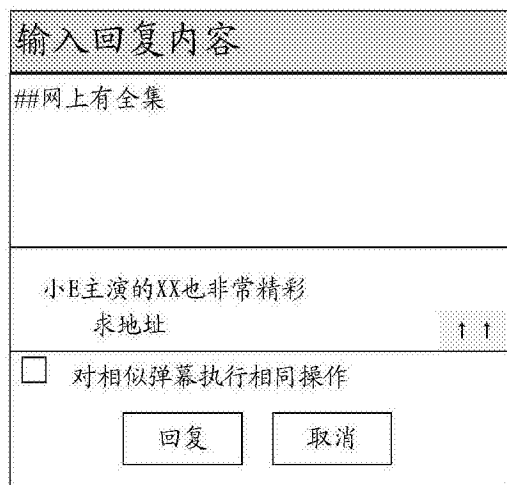 输入回复内容
##网上有全集
小E主演的XX也非常精彩
求地址
↑ ↑
对相似弹幕执行相同操作
回复
取消